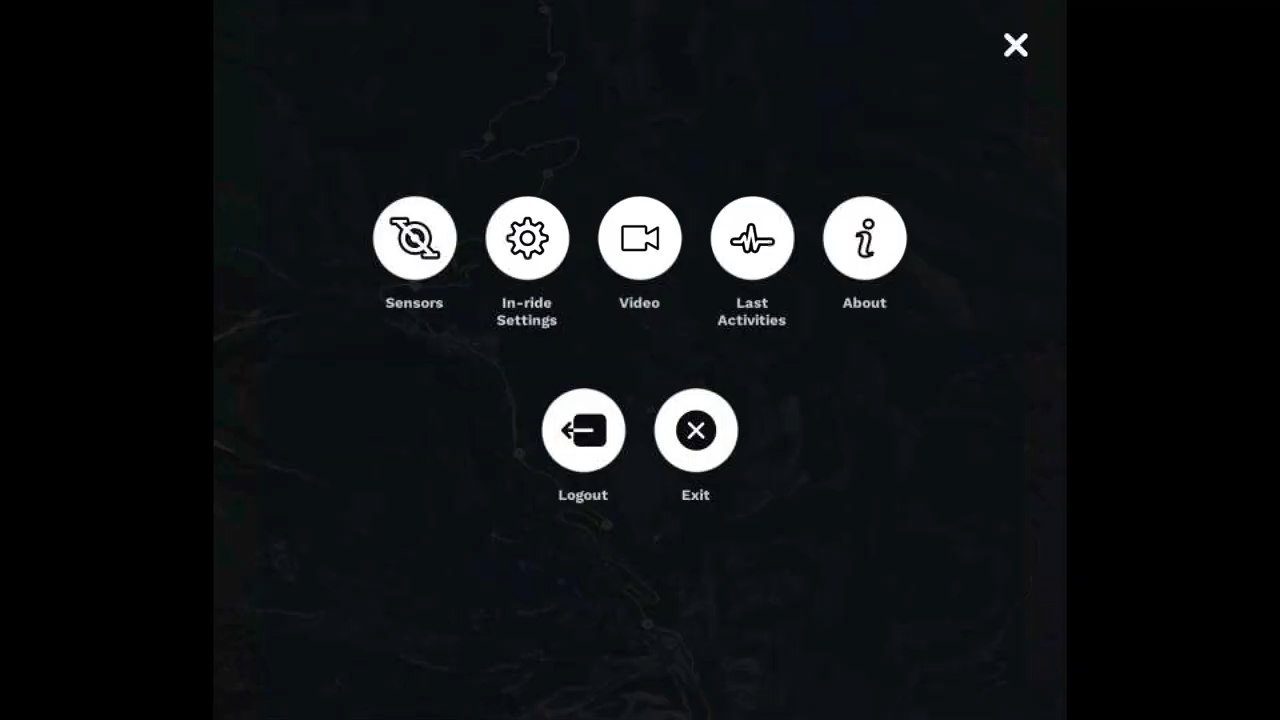 Sensors
In-ride
Settings
Video
Last
Activities
About
Logout
Exit